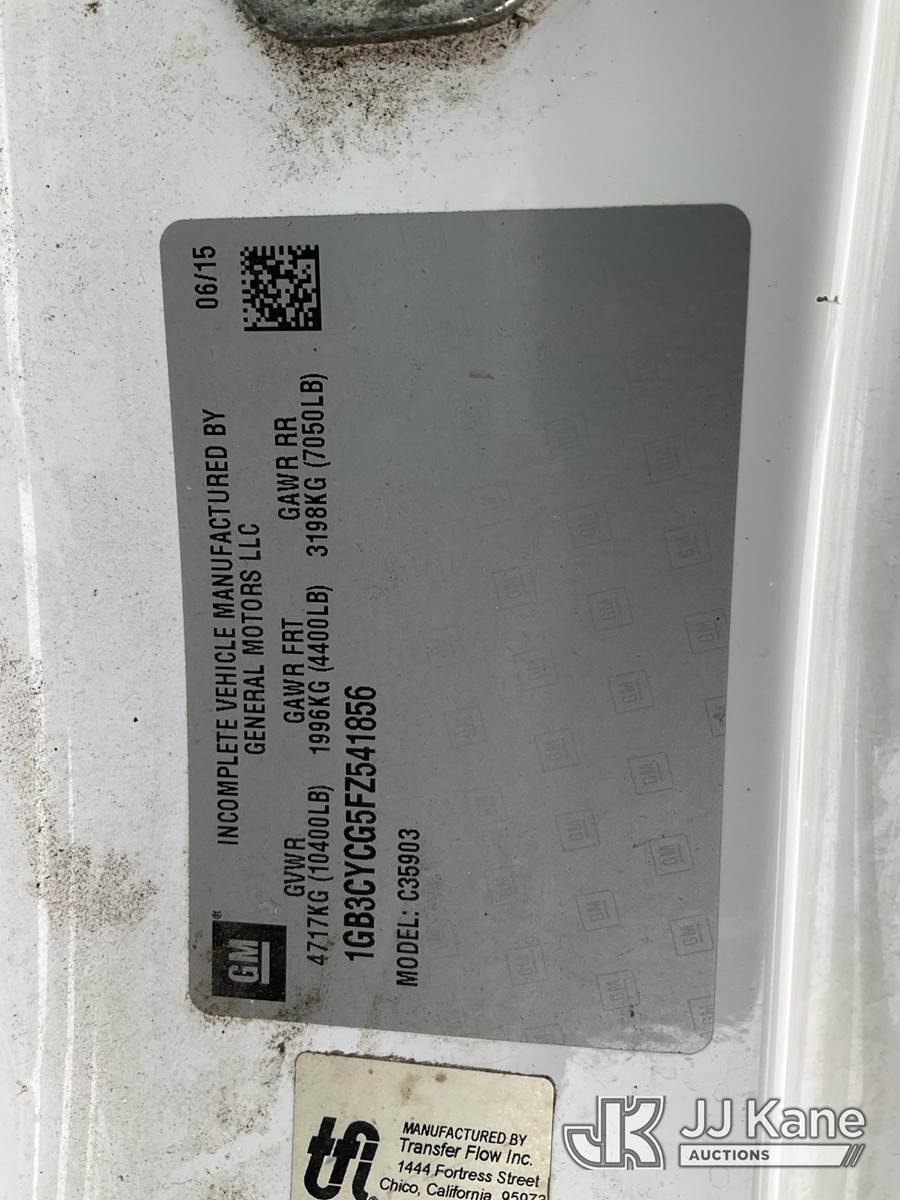 06/15
INCOMPLETE VEHICLE MANUFACTURED BY
GENERAL MOTORS LLC
GM®
GVWR GAWR FRT GAWR RR
4717KG (10400LB) 1996KG (4400LB) 3198KG (7050LB)
1GB3CYCG5FZ541856
MODEL: C35903
tfi®
MANUFACTURED BY
Transfer Flow Inc.
1444 Fortress Street
Chico, California 95973
JK JJ Kane
AUCTIONS